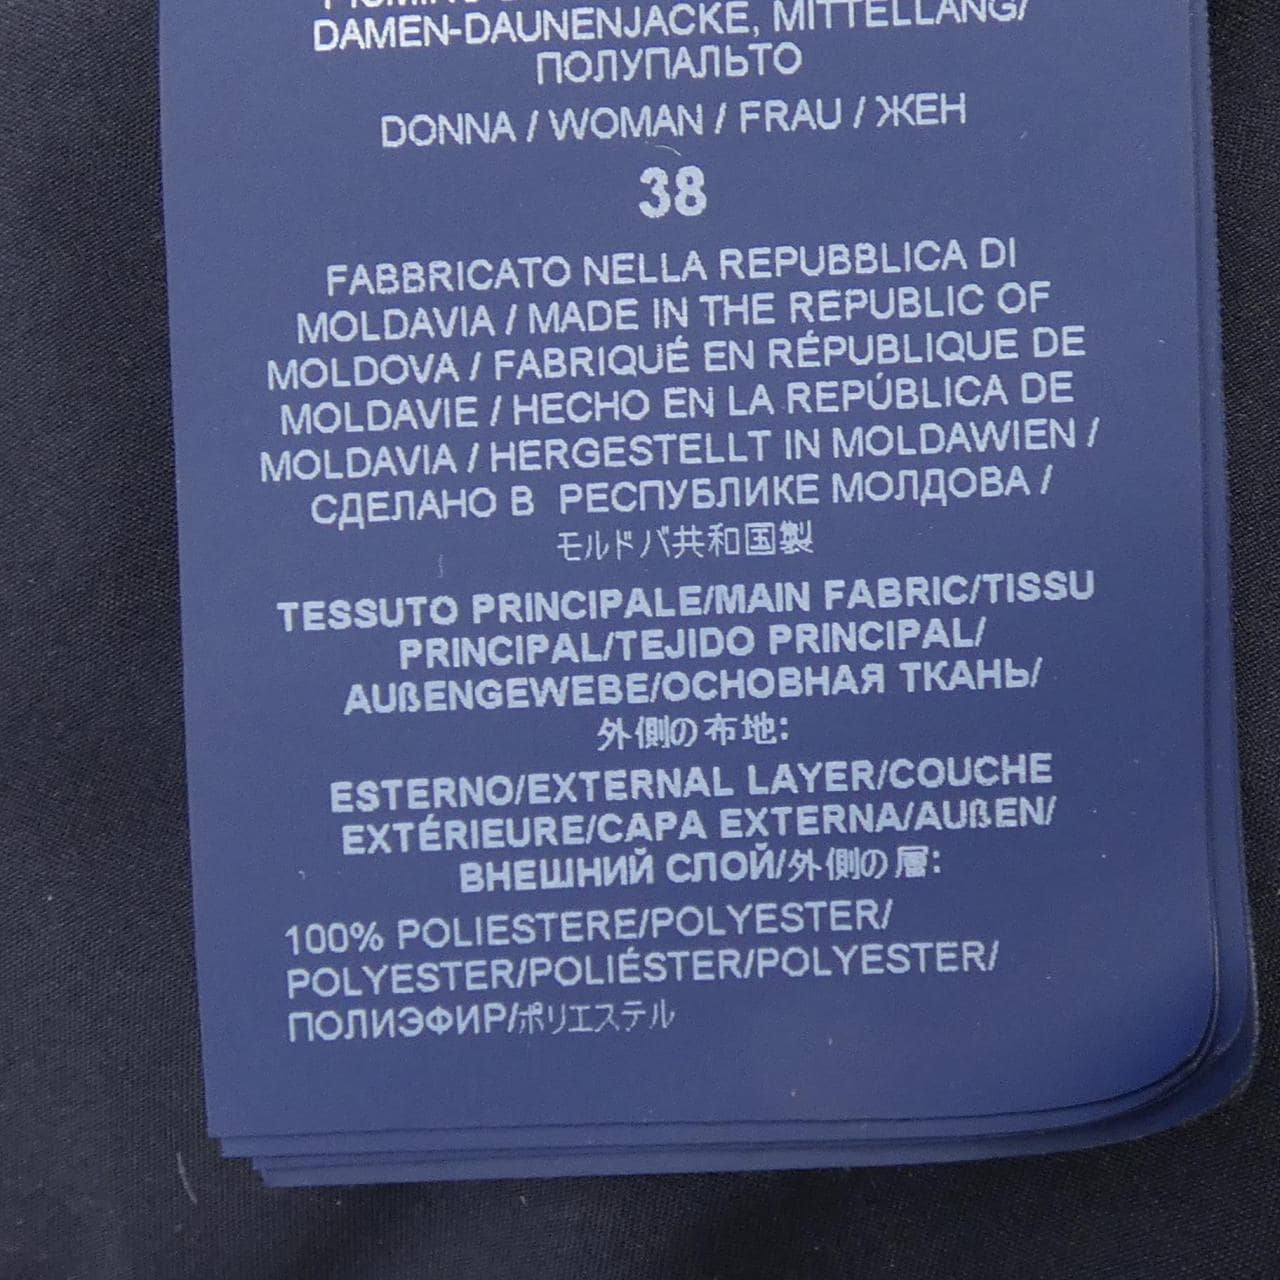 DAMEN-DAUNENJACKE, MITTELLANG/
ПОЛУПАЛЬТО
DONNA / WOMAN / FRAU / ЖЕН
38
FABBRICATO NELLA REPUBBLICA DI
MOLDAVIA / MADE IN THE REPUBLIC OF
MOLDOVA / FABRIQUÉ EN RÉPUBLIQUE DE
MOLDAVIE / HECHO EN LA REPÚBLICA DE
MOLDAVIA / HERGESTELLT IN MOLDAWIEN /
СДЕЛАНО В РЕСПУБЛИКЕ МОЛДОВА /
モルドバ共和国製
TESSUTO PRINCIPALE/MAIN FABRIC/TISSU
PRINCIPAL/TEJIDO PRINCIPAL/
AUßENGEWEBE/ОСНОВНАЯ ТКАНЬ/
外側の布地:
ESTERNO/EXTERNAL LAYER/COUCHE
EXTÉRIEURE/CAPA EXTERNA/AUßEN/
ВНЕШНИЙ СЛОЙ/外側の層:
100% POLIESTERE/POLYESTER/
POLYESTER/POLIÉSTER/POLYESTER/
ПОЛИЭФИР/ポリエステル